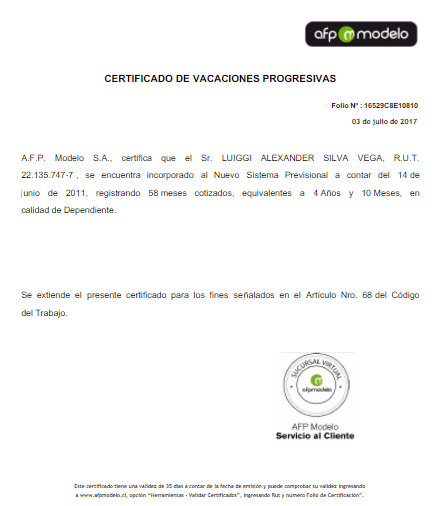 afp modelo
CERTIFICADO DE VACACIONES PROGRESIVAS
Folio Nº : 16529C8E10810
03 de julio de 2017
A.F.P. Modelo S.A., certifica que el Sr. LUIGGI ALEXANDER SILVA VEGA, R.U.T.
22.135.747-7 , se encuentra incorporado al Nuevo Sistema Previsional a contar del 14 de
junio de 2011, registrando 58 meses cotizados, equivalentes a 4 Años y 10 Meses, en
calidad de Dependiente.
Se extiende el presente certificado para los fines señalados en el Artículo Nro. 68 del Código
del Trabajo.
SUCURSAL VIRTUAL
afpmodelo
AFP Modelo
Servicio al Cliente
Este certificado tiene una validez de 35 días a contar de la fecha de emisión y puede comprobar su validez ingresando
a www.afpmodelo.cl, opción "Herramientas - Validar Certificados", ingresando Rut y número Folio de Certificación".